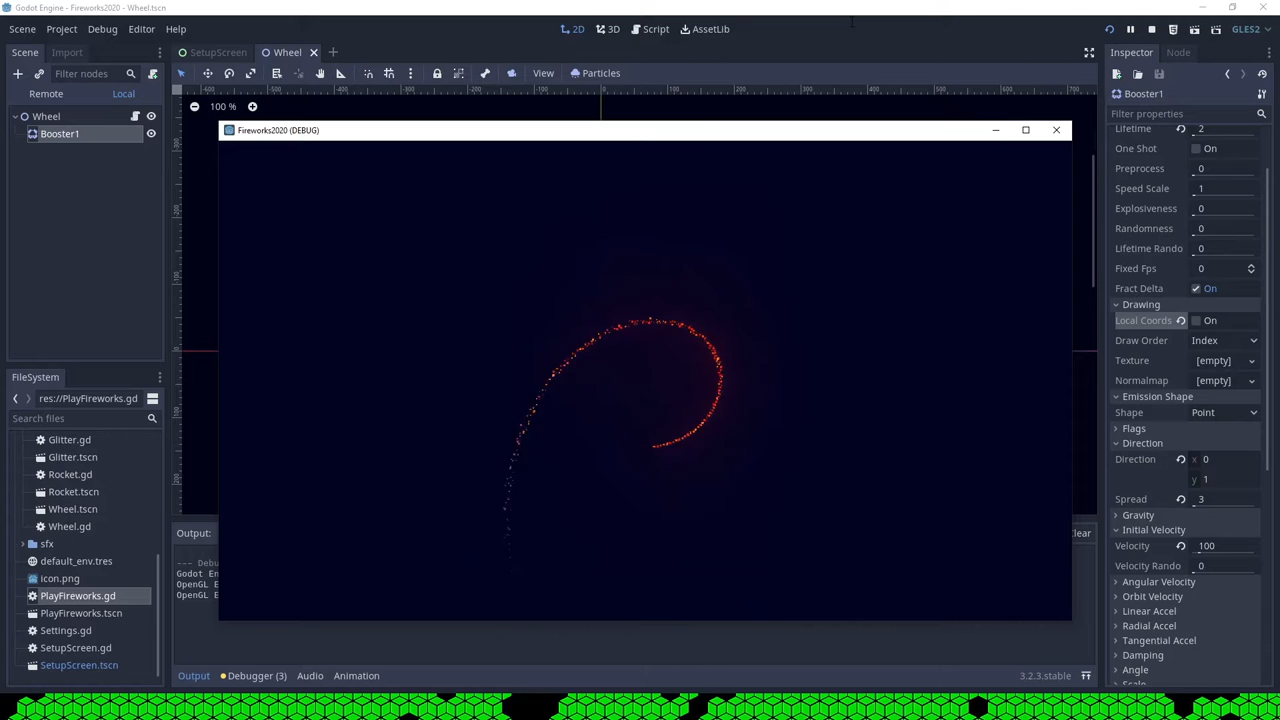 Godot Engine - Fireworks2020 - Wheel.tscn
Scene Project Debug Editor Help
2D 3D Script AssetLib
GLES2
Scene Import
SetupScreen Wheel
Inspector Node
Filter nodes
View Particles
Remote Local
Booster1
100 %
Filter properties
Wheel
Booster1
Fireworks2020 (DEBUG)
Lifetime 2
One Shot On
Preprocess 0
Speed Scale 1
Explosiveness 0
Randomness 0
Lifetime Rando 0
Fixed Fps 0
Fract Delta On
Drawing
Local Coords On
Draw Order Index
Texture [empty]
Normalmap [empty]
Emission Shape
Shape Point
Flags
Direction
Direction x 0
y 1
Spread 3
Gravity
Initial Velocity
Velocity 100
Velocity Rando 0
Angular Velocity
Orbit Velocity
Linear Accel
Radial Accel
Tangential Accel
Damping
Angle
FileSystem
res://PlayFireworks.gd
Search files
Glitter.gd
Glitter.tscn
Rocket.gd
Rocket.tscn
Wheel.tscn
Wheel.gd
sfx
default_env.tres
icon.png
PlayFireworks.gd
PlayFireworks.tscn
Settings.gd
SetupScreen.gd
SetupScreen.tscn
Output:
Clear
--- Debu
Godot En
OpenGL E
OpenGL E
Output Debugger (3) Audio Animation
3.2.3.stable